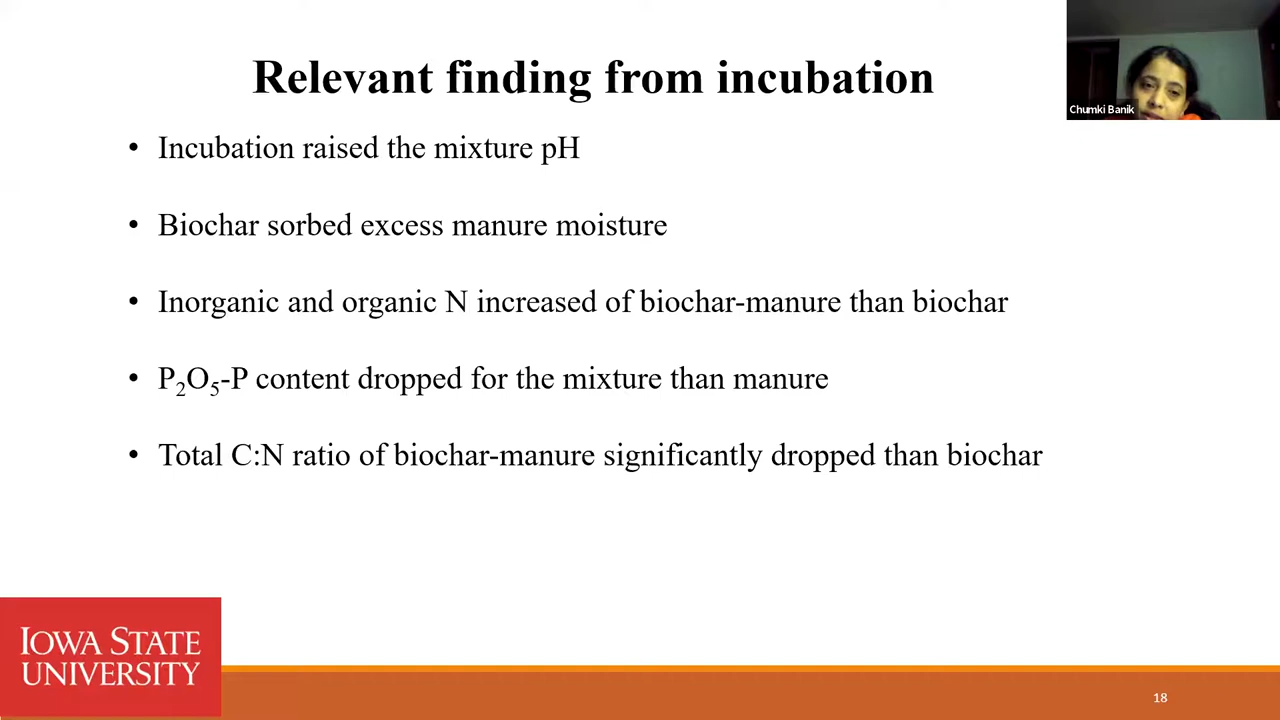 Relevant finding from incubation
Chumki Banik
• Incubation raised the mixture pH
• Biochar sorbed excess manure moisture
• Inorganic and organic N increased of biochar-manure than biochar
• P₂O₅-P content dropped for the mixture than manure
• Total C:N ratio of biochar-manure significantly dropped than biochar
IOWA STATE
UNIVERSITY
18